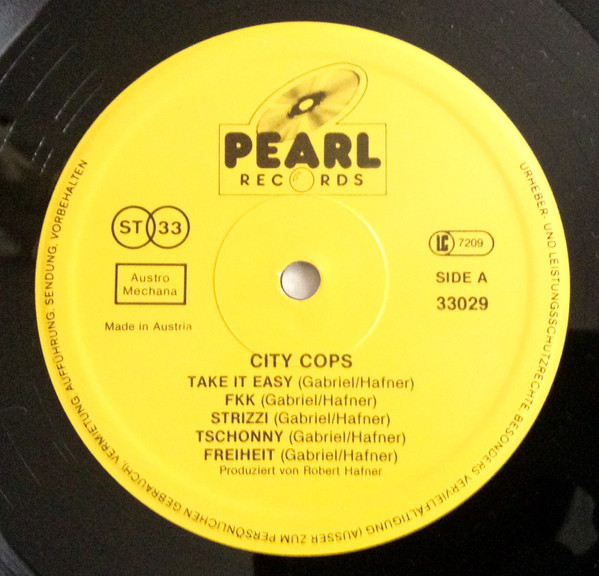 PEARL
RECORDS
ST 33
LC 7209
Austro
Mechana
SIDE A
33029
Made in Austria
CITY COPS
TAKE IT EASY (Gabriel/Hafner)
FKK (Gabriel/Hafner)
STRIZZI (Gabriel/Hafner)
TSCHONNY (Gabriel/Hafner)
FREIHEIT (Gabriel/Hafner)
Produziert von Robert Hafner
URHEBER- UND LEISTUNGSSCHUTZRECHTE, BESONDERS VERVIELFÄLTIGUNG (AUSSER ZUM PERSÖNLICHEN GEBRAUCH), VERMIETUNG, AUFFÜHRUNG, SENDUNG, VORBEHALTEN